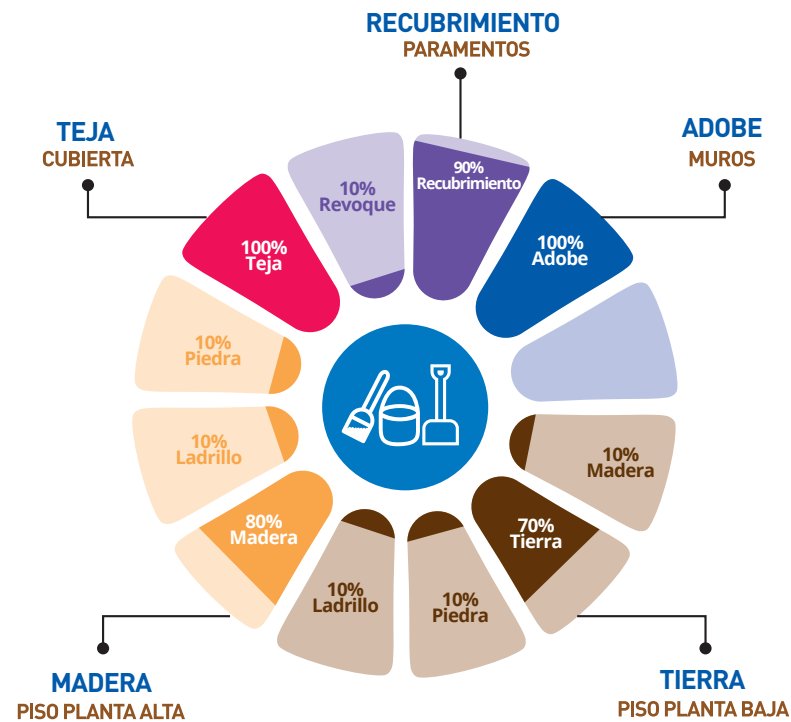 RECUBRIMIENTO
PARAMENTOS
TEJA
CUBIERTA
ADOBE
MUROS
10%
Revoque
90%
Recubrimiento
100%
Teja
100%
Adobe
10%
Piedra
10%
Ladrillo
10%
Madera
80%
Madera
70%
Tierra
10%
Ladrillo
10%
Piedra
MADERA
PISO PLANTA ALTA
TIERRA
PISO PLANTA BAJA